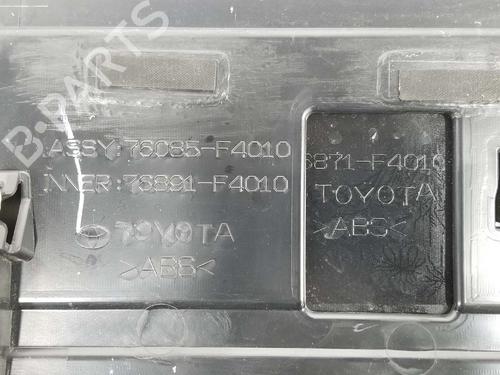 B-PARTS
ASSY:76085-F4010
INNER:76891-F4010
TOYOTA
>ABS<
6871-F4010
TOYOTA
>ABS<